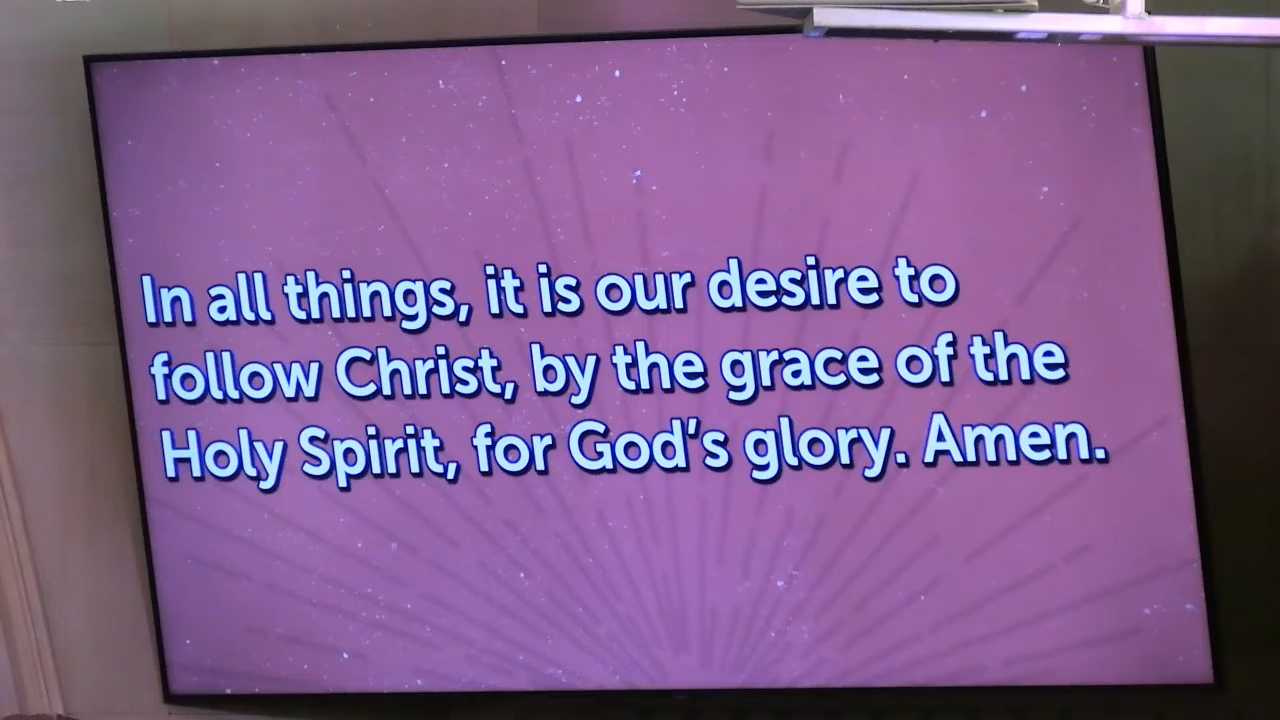 In all things, it is our desire to
follow Christ, by the grace of the
Holy Spirit, for God's glory. Amen.